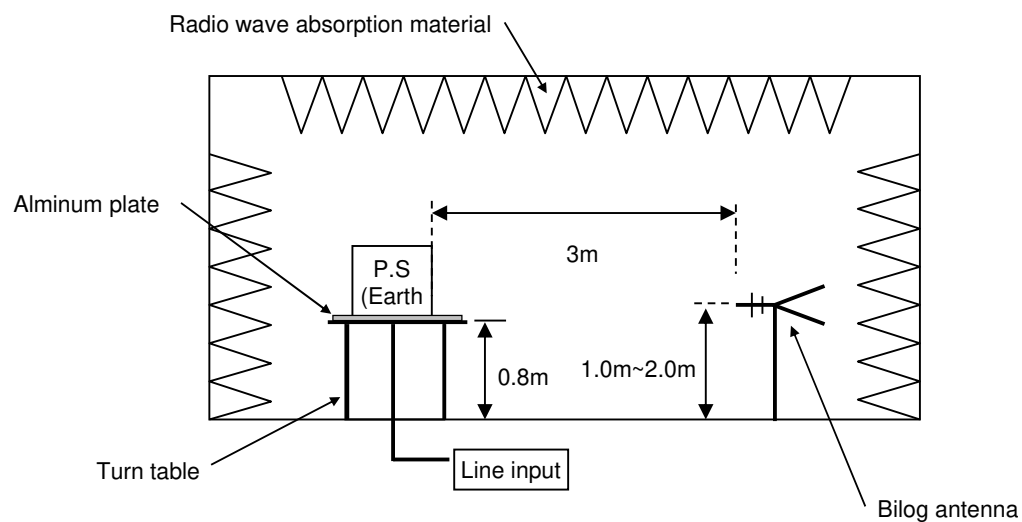 Radio wave absorption material
Alminum plate
3m
P.S
(Earth
0.8m
1.0m~2.0m
Turn table
Line input
Bilog antenna